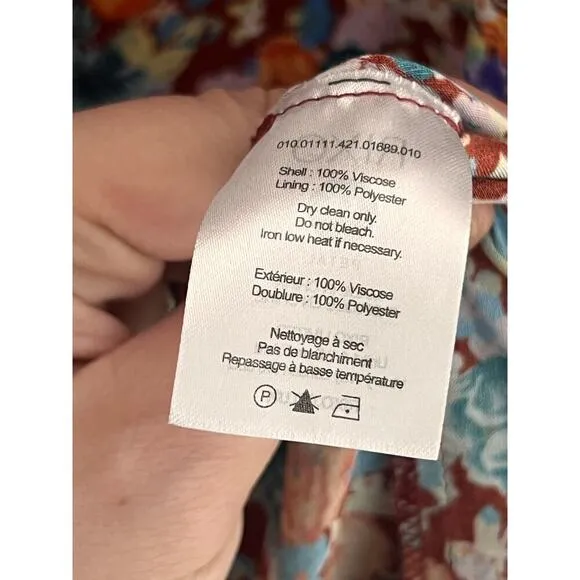 010.01111.421.01689.010
Shell : 100% Viscose
Lining : 100% Polyester
Dry clean only.
Do not bleach.
Iron low heat if necessary.
Extérieur : 100% Viscose
Doublure : 100% Polyester
Nettoyage à sec
Pas de blanchiment
Repassage à basse température
P